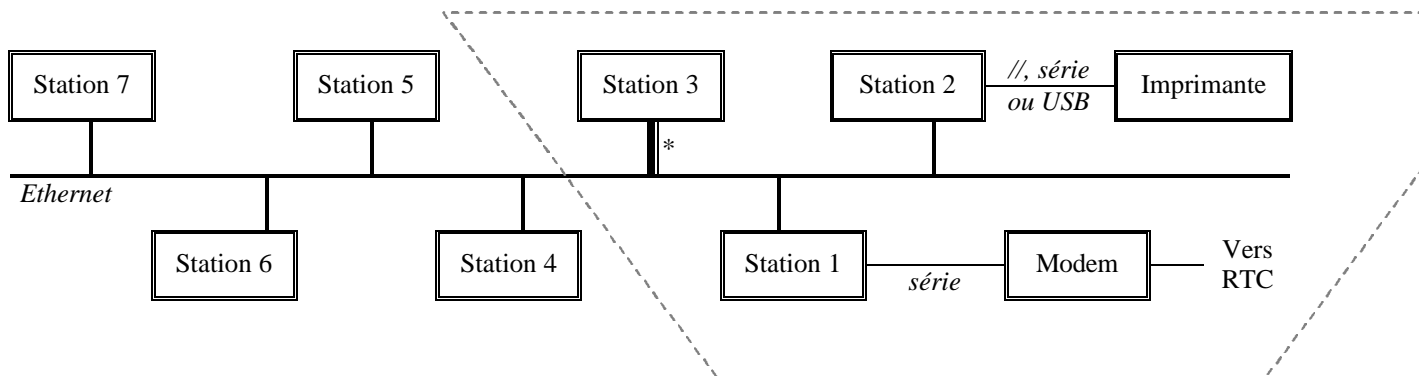 Station 7
Station 5
Station 3
Station 2
//, série
ou USB
Imprimante
*
Ethernet
Station 6
Station 4
Station 1
série
Modem
Vers
RTC